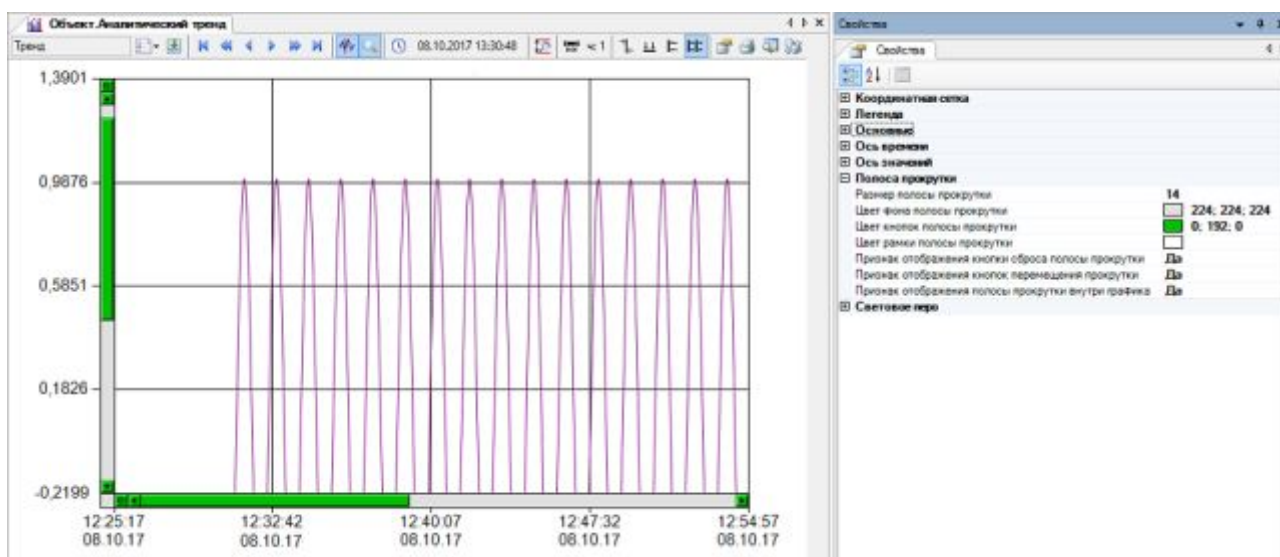 Объект.Аналитический тренд
Тренд
08.10.2017 13:30:48
< 1
1,3901
0,9876
0,5851
0,1826
-0,2199
12:25:17
08.10.17
12:32:42
08.10.17
12:40:07
08.10.17
12:47:32
08.10.17
12:54:57
08.10.17
Свойства
Свойства
Координатная сетка
Легенда
Основные
Ось времени
Ось значений
Полоса прокрутки
Размер полосы прокрутки 14
Цвет фона полосы прокрутки 224; 224; 224
Цвет кнопок полосы прокрутки 0; 192; 0
Цвет рамки полосы прокрутки
Признак отображения кнопки сброса полосы прокрутки Да
Признак отображения кнопок перемещения прокрутки Да
Признак отображения полосы прокрутки внутри графика Да
Световое перо